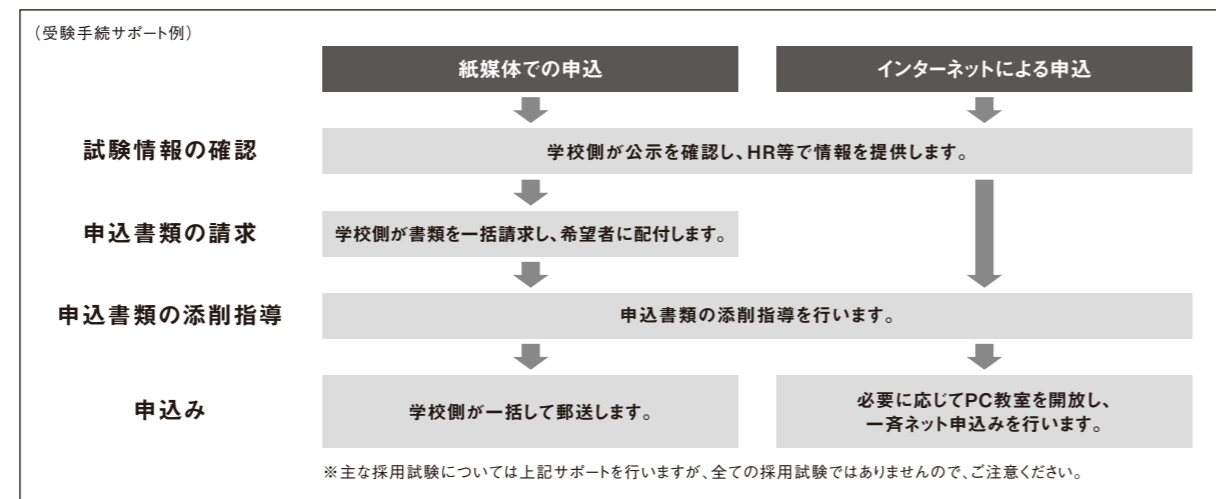 （受験手続サポート例）
紙媒体での申込
インターネットによる申込
試験情報の確認
学校側が公示を確認し、HR等で情報を提供します。
申込書類の請求
学校側が書類を一括請求し、希望者に配付します。
申込書類の添削指導
申込書類の添削指導を行います。
申込み
学校側が一括して郵送します。
必要に応じてPC教室を開放し、
一斉ネット申込みを行います。
※主な採用試験については上記サポートを行いますが、全ての採用試験ではありませんので、ご注意ください。